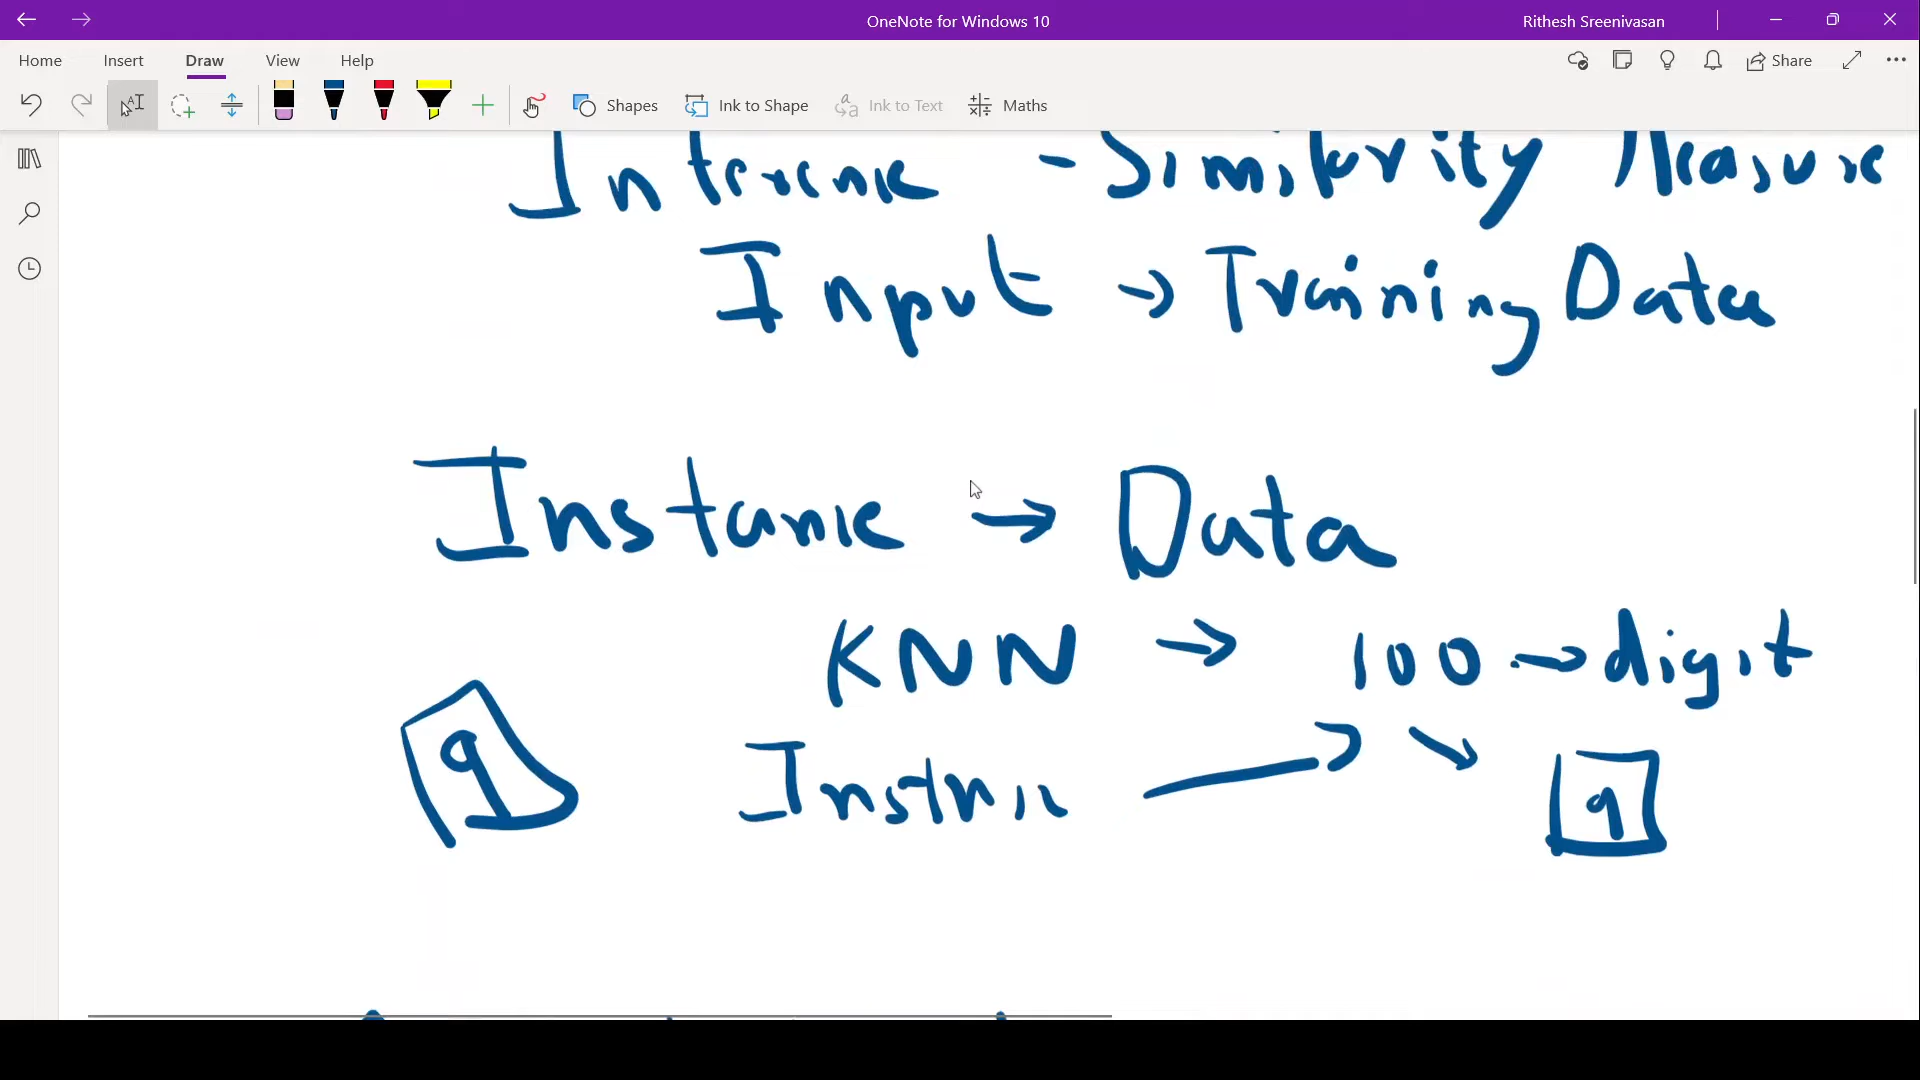 OneNote for Windows 10
Rithesh Sreenivasan
Home Insert Draw View Help
Share
Shapes Ink to Shape Ink to Text Maths
Inference - Similarity Measure
Input → Training Data
Instance → Data
KNN → 100 → digit
9
9